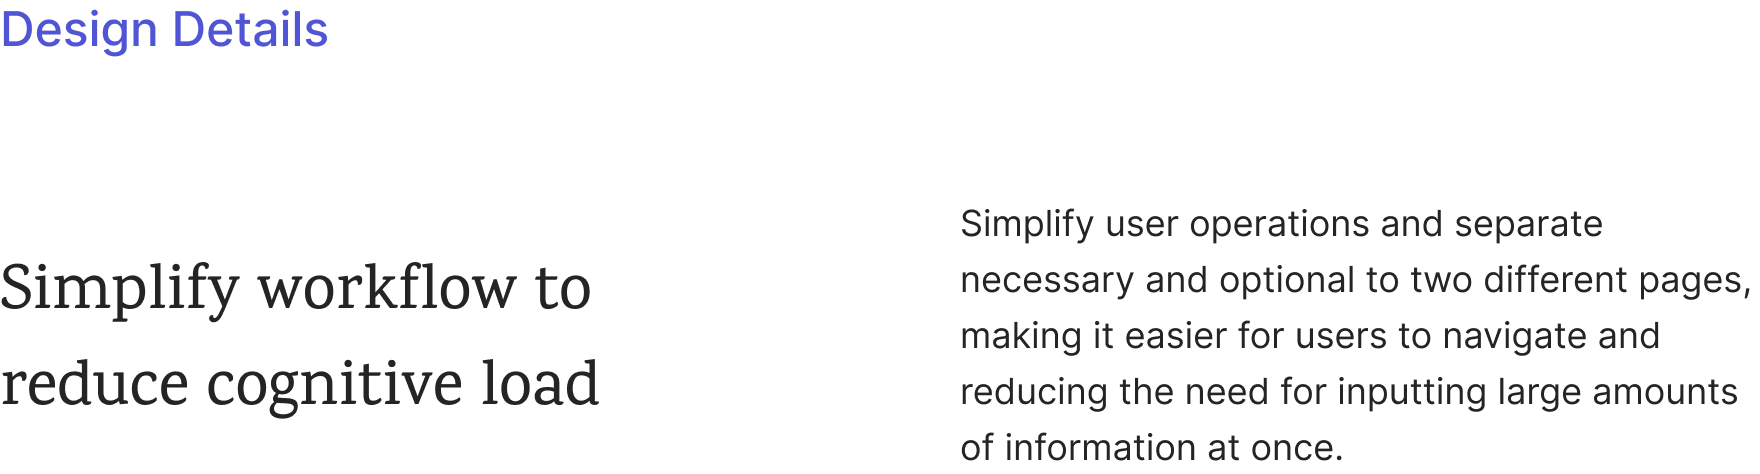 Design Details
Simplify workflow to
reduce cognitive load
Simplify user operations and separate
necessary and optional to two different pages,
making it easier for users to navigate and
reducing the need for inputting large amounts
of information at once.